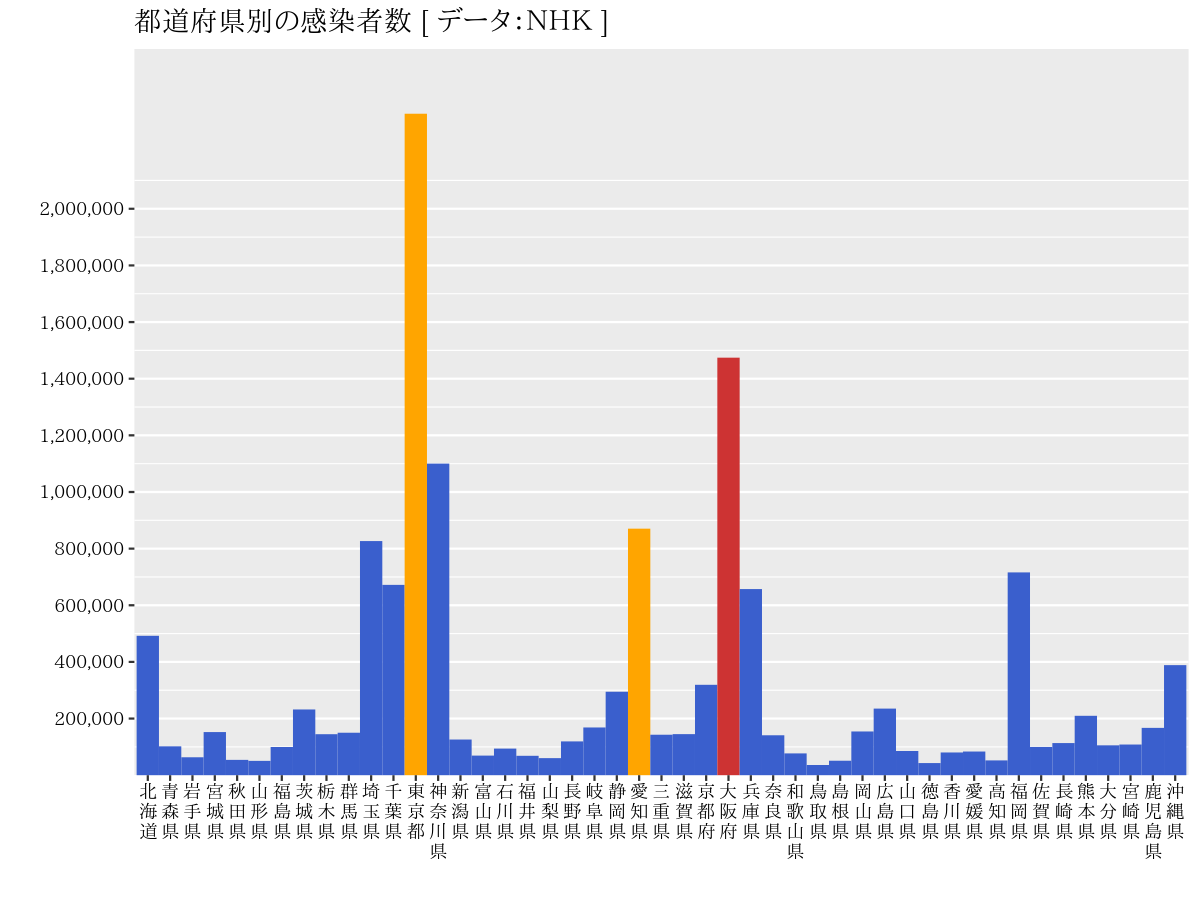 都道府県別の感染者数 [ データ：NHK ]
2,000,000
1,800,000
1,600,000
1,400,000
1,200,000
1,000,000
800,000
600,000
400,000
200,000
北海道
青森県
岩手県
宮城県
秋田県
山形県
福島県
茨城県
栃木県
群馬県
埼玉県
千葉県
東京都
神奈川県
新潟県
富山県
石川県
福井県
山梨県
長野県
岐阜県
静岡県
愛知県
三重県
滋賀県
京都府
大阪府
兵庫県
奈良県
和歌山県
鳥取県
島根県
岡山県
広島県
山口県
徳島県
香川県
愛媛県
高知県
福岡県
佐賀県
長崎県
熊本県
大分県
宮崎県
鹿児島県
沖縄県